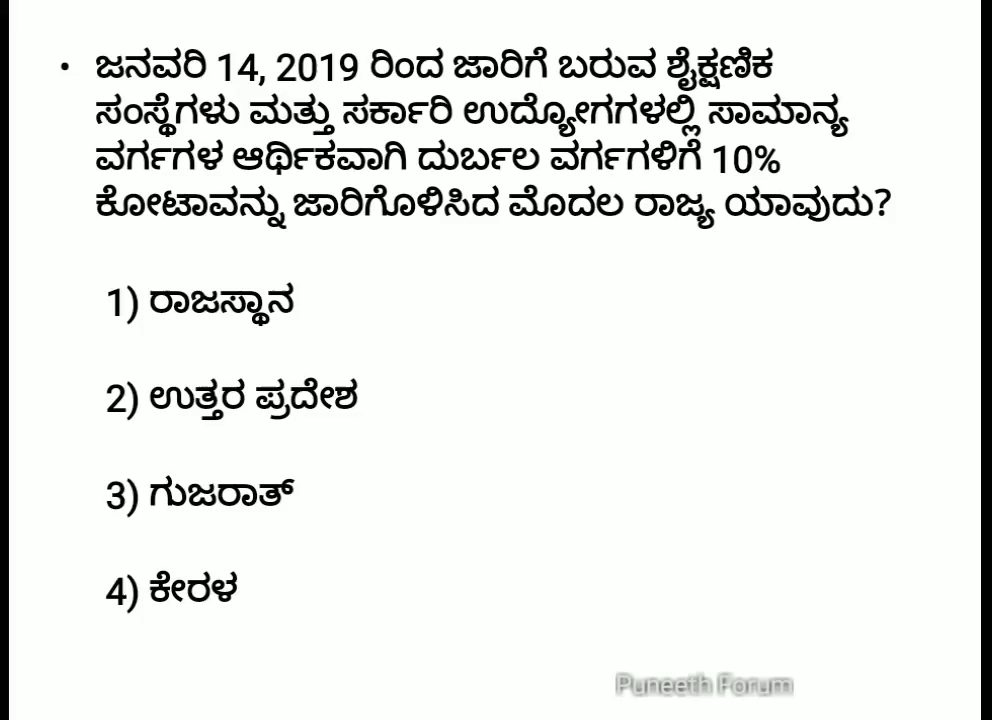 • ಜನವರಿ 14, 2019 ರಿಂದ ಜಾರಿಗೆ ಬರುವ ಶೈಕ್ಷಣಿಕ
ಸಂಸ್ಥೆಗಳು ಮತ್ತು ಸರ್ಕಾರಿ ಉದ್ಯೋಗಗಳಲ್ಲಿ ಸಾಮಾನ್ಯ
ವರ್ಗಗಳ ಆರ್ಥಿಕವಾಗಿ ದುರ್ಬಲ ವರ್ಗಗಳಿಗೆ 10%
ಕೋಟಾವನ್ನು ಜಾರಿಗೊಳಿಸಿದ ಮೊದಲ ರಾಜ್ಯ ಯಾವುದು?
1) ರಾಜಸ್ಥಾನ
2) ಉತ್ತರ ಪ್ರದೇಶ
3) ಗುಜರಾತ್
4) ಕೇರಳ
Puneeth Forum